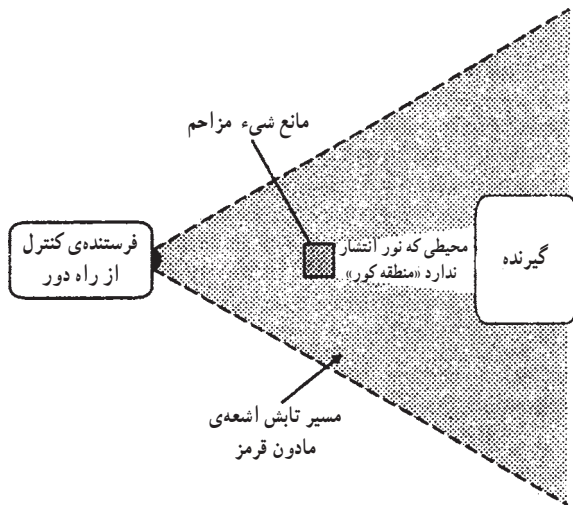 مانع شیء مزاحم
فرستنده‌ی کنترل
از راه دور
محیطی که نور انتشار
ندارد «منطقه کور»
گیرنده
مسیر تابش اشعه‌ی
مادون قرمز